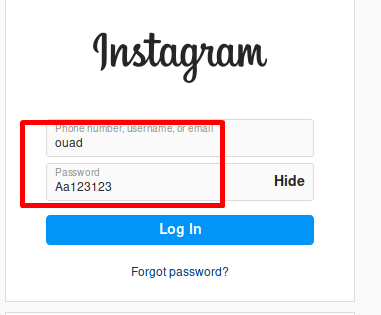 Instagram
Phone number, username, or email
ouad
Password
Aa123123
Hide
Log In
Forgot password?